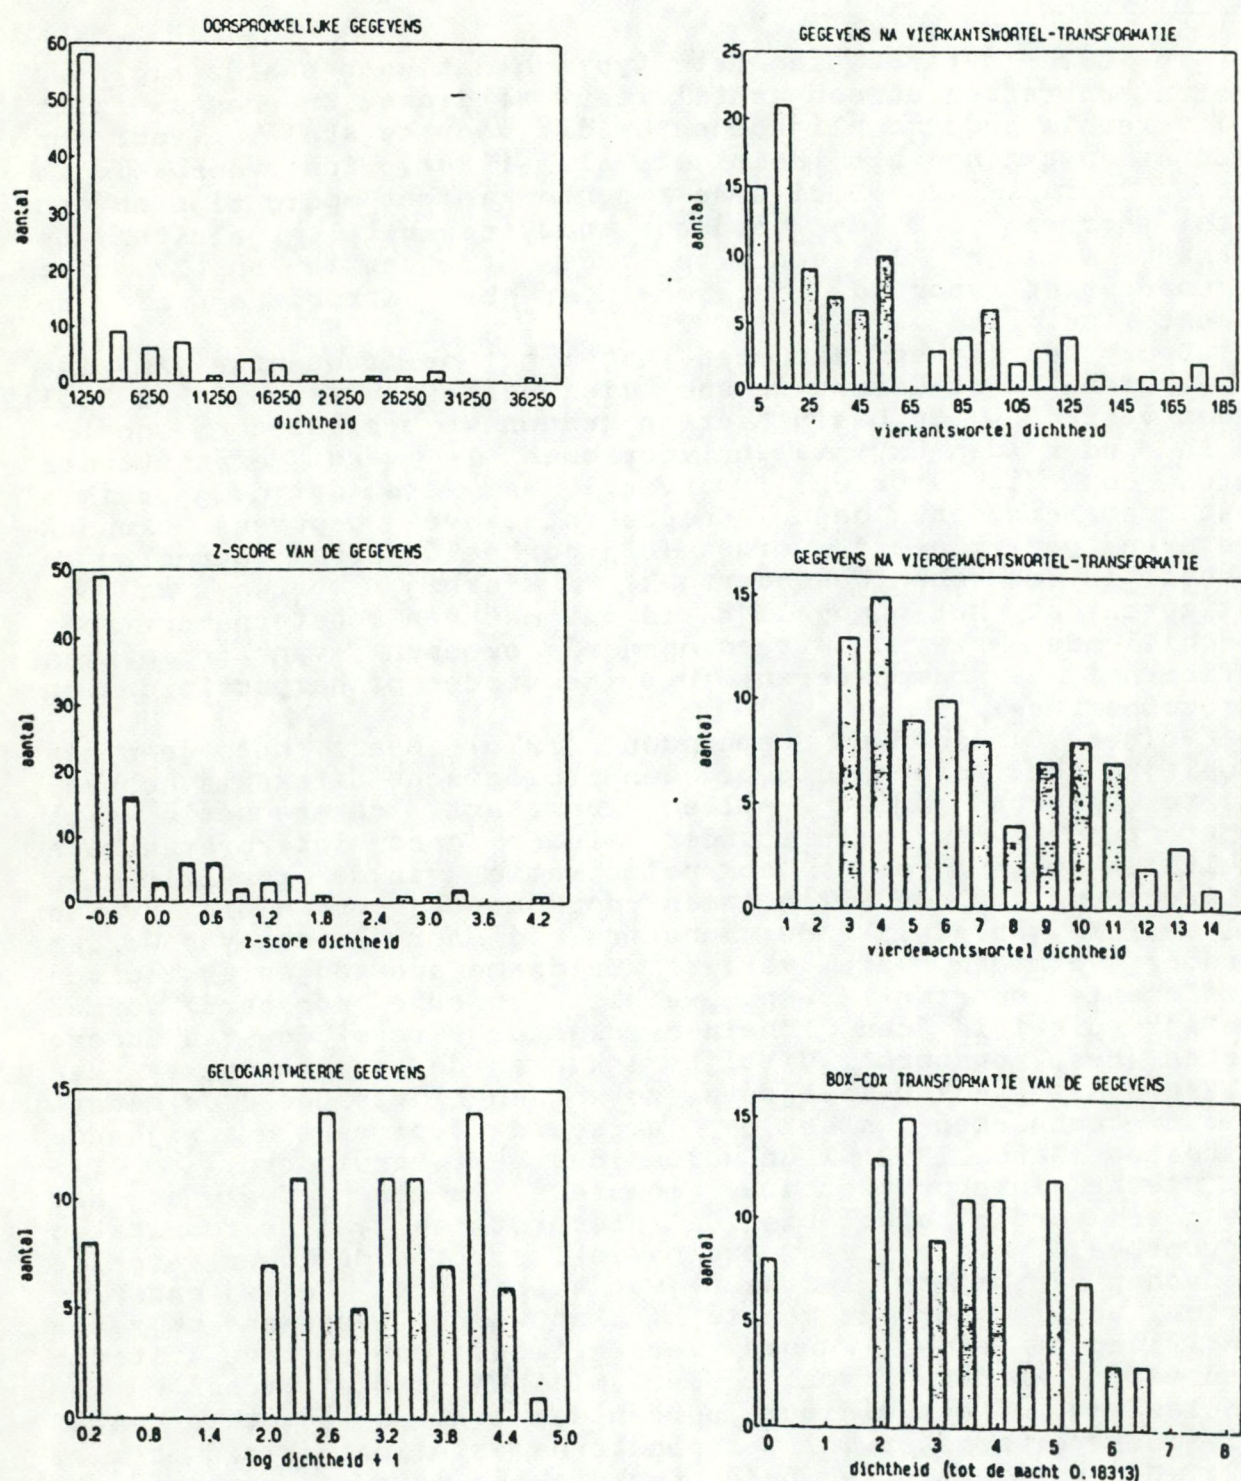 OORSPRONKELIJKE GEGEVENS
60
50
40
30
20
10
0
aantal
1250 6250 11250 16250 21250 26250 31250 36250
dichtheid
GEGEVENS NA VIERKANTSWORTEL-TRANSFORMATIE
25
20
15
10
5
0
aantal
5 25 45 65 85 105 125 145 165 185
vierkantswortel dichtheid
Z-SCORE VAN DE GEGEVENS
50
40
30
20
10
0
aantal
-0.6 0.0 0.6 1.2 1.8 2.4 3.0 3.6 4.2
z-score dichtheid
GEGEVENS NA VIERDEMACHTSWORTEL-TRANSFORMATIE
15
10
5
0
aantal
1 2 3 4 5 6 7 8 9 10 11 12 13 14
vierdemachtswortel dichtheid
GELOGARITMEERDE GEGEVENS
15
10
5
0
aantal
0.2 0.8 1.4 2.0 2.6 3.2 3.8 4.4 5.0
log dichtheid + 1
BOX-COX TRANSFORMATIE VAN DE GEGEVENS
15
10
5
0
aantal
0 1 2 3 4 5 6 7 8
dichtheid (tot de macht 0.18313)